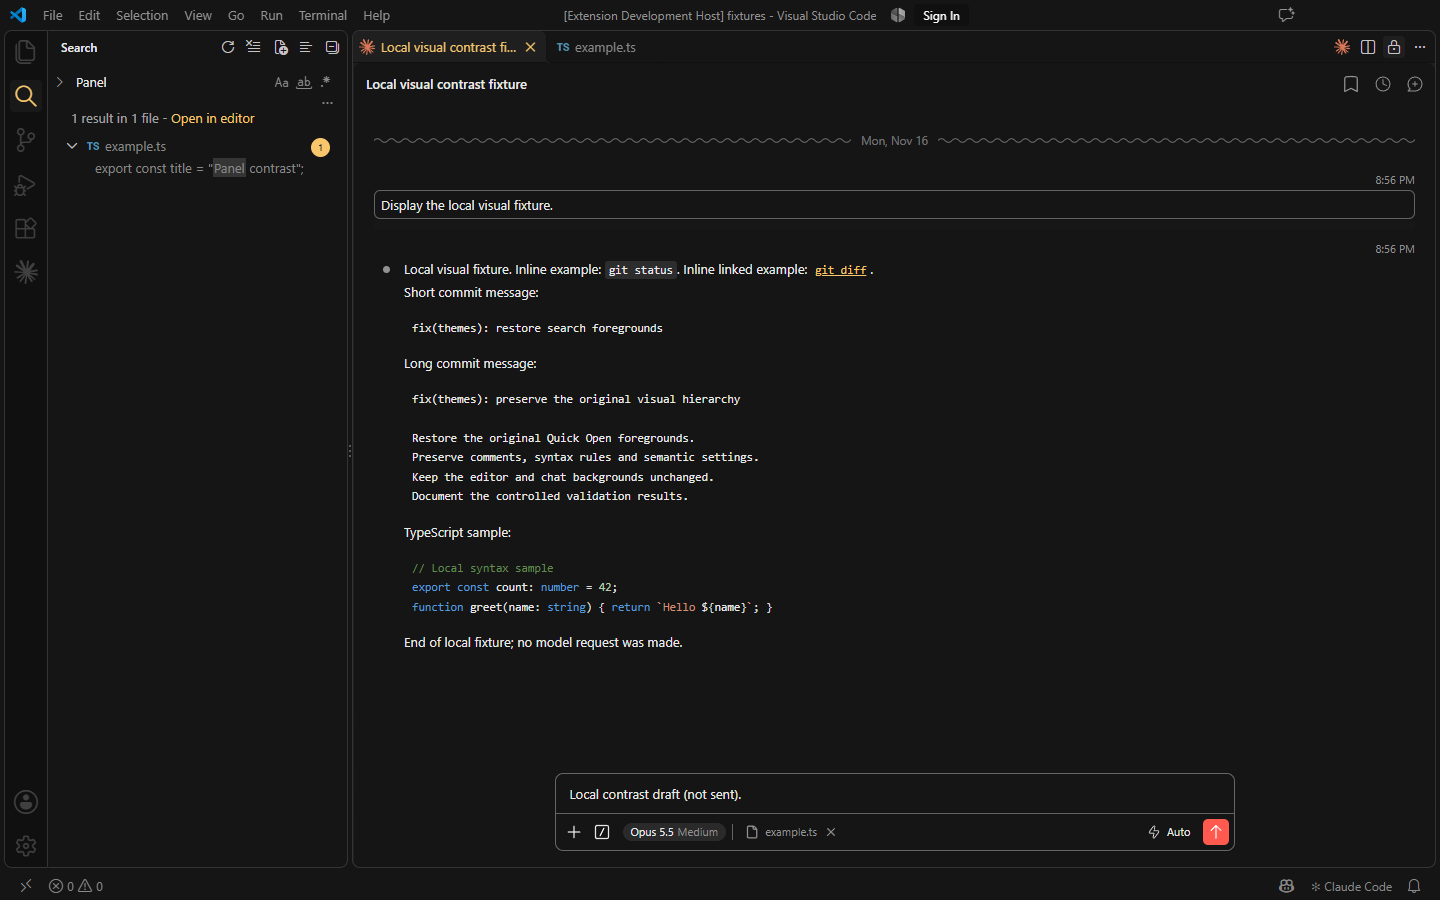 File Edit Selection View Go Run Terminal Help
[Extension Development Host] fixtures - Visual Studio Code
Sign In
Search
Panel
Aa ab .*
1 result in 1 file - Open in editor
TS example.ts
1
export const title = "Panel contrast";
Local visual contrast fi...
TS example.ts
Local visual contrast fixture
Mon, Nov 16
8:56 PM
Display the local visual fixture.
8:56 PM
Local visual fixture. Inline example: git status. Inline linked example: git diff.
Short commit message:
fix(themes): restore search foregrounds
Long commit message:
fix(themes): preserve the original visual hierarchy
Restore the original Quick Open foregrounds.
Preserve comments, syntax rules and semantic settings.
Keep the editor and chat backgrounds unchanged.
Document the controlled validation results.
TypeScript sample:
// Local syntax sample
export const count: number = 42;
function greet(name: string) { return `Hello ${name}`; }
End of local fixture; no model request was made.
Local contrast draft (not sent).
Opus 5.5 Medium
example.ts
Auto
0 0
Claude Code